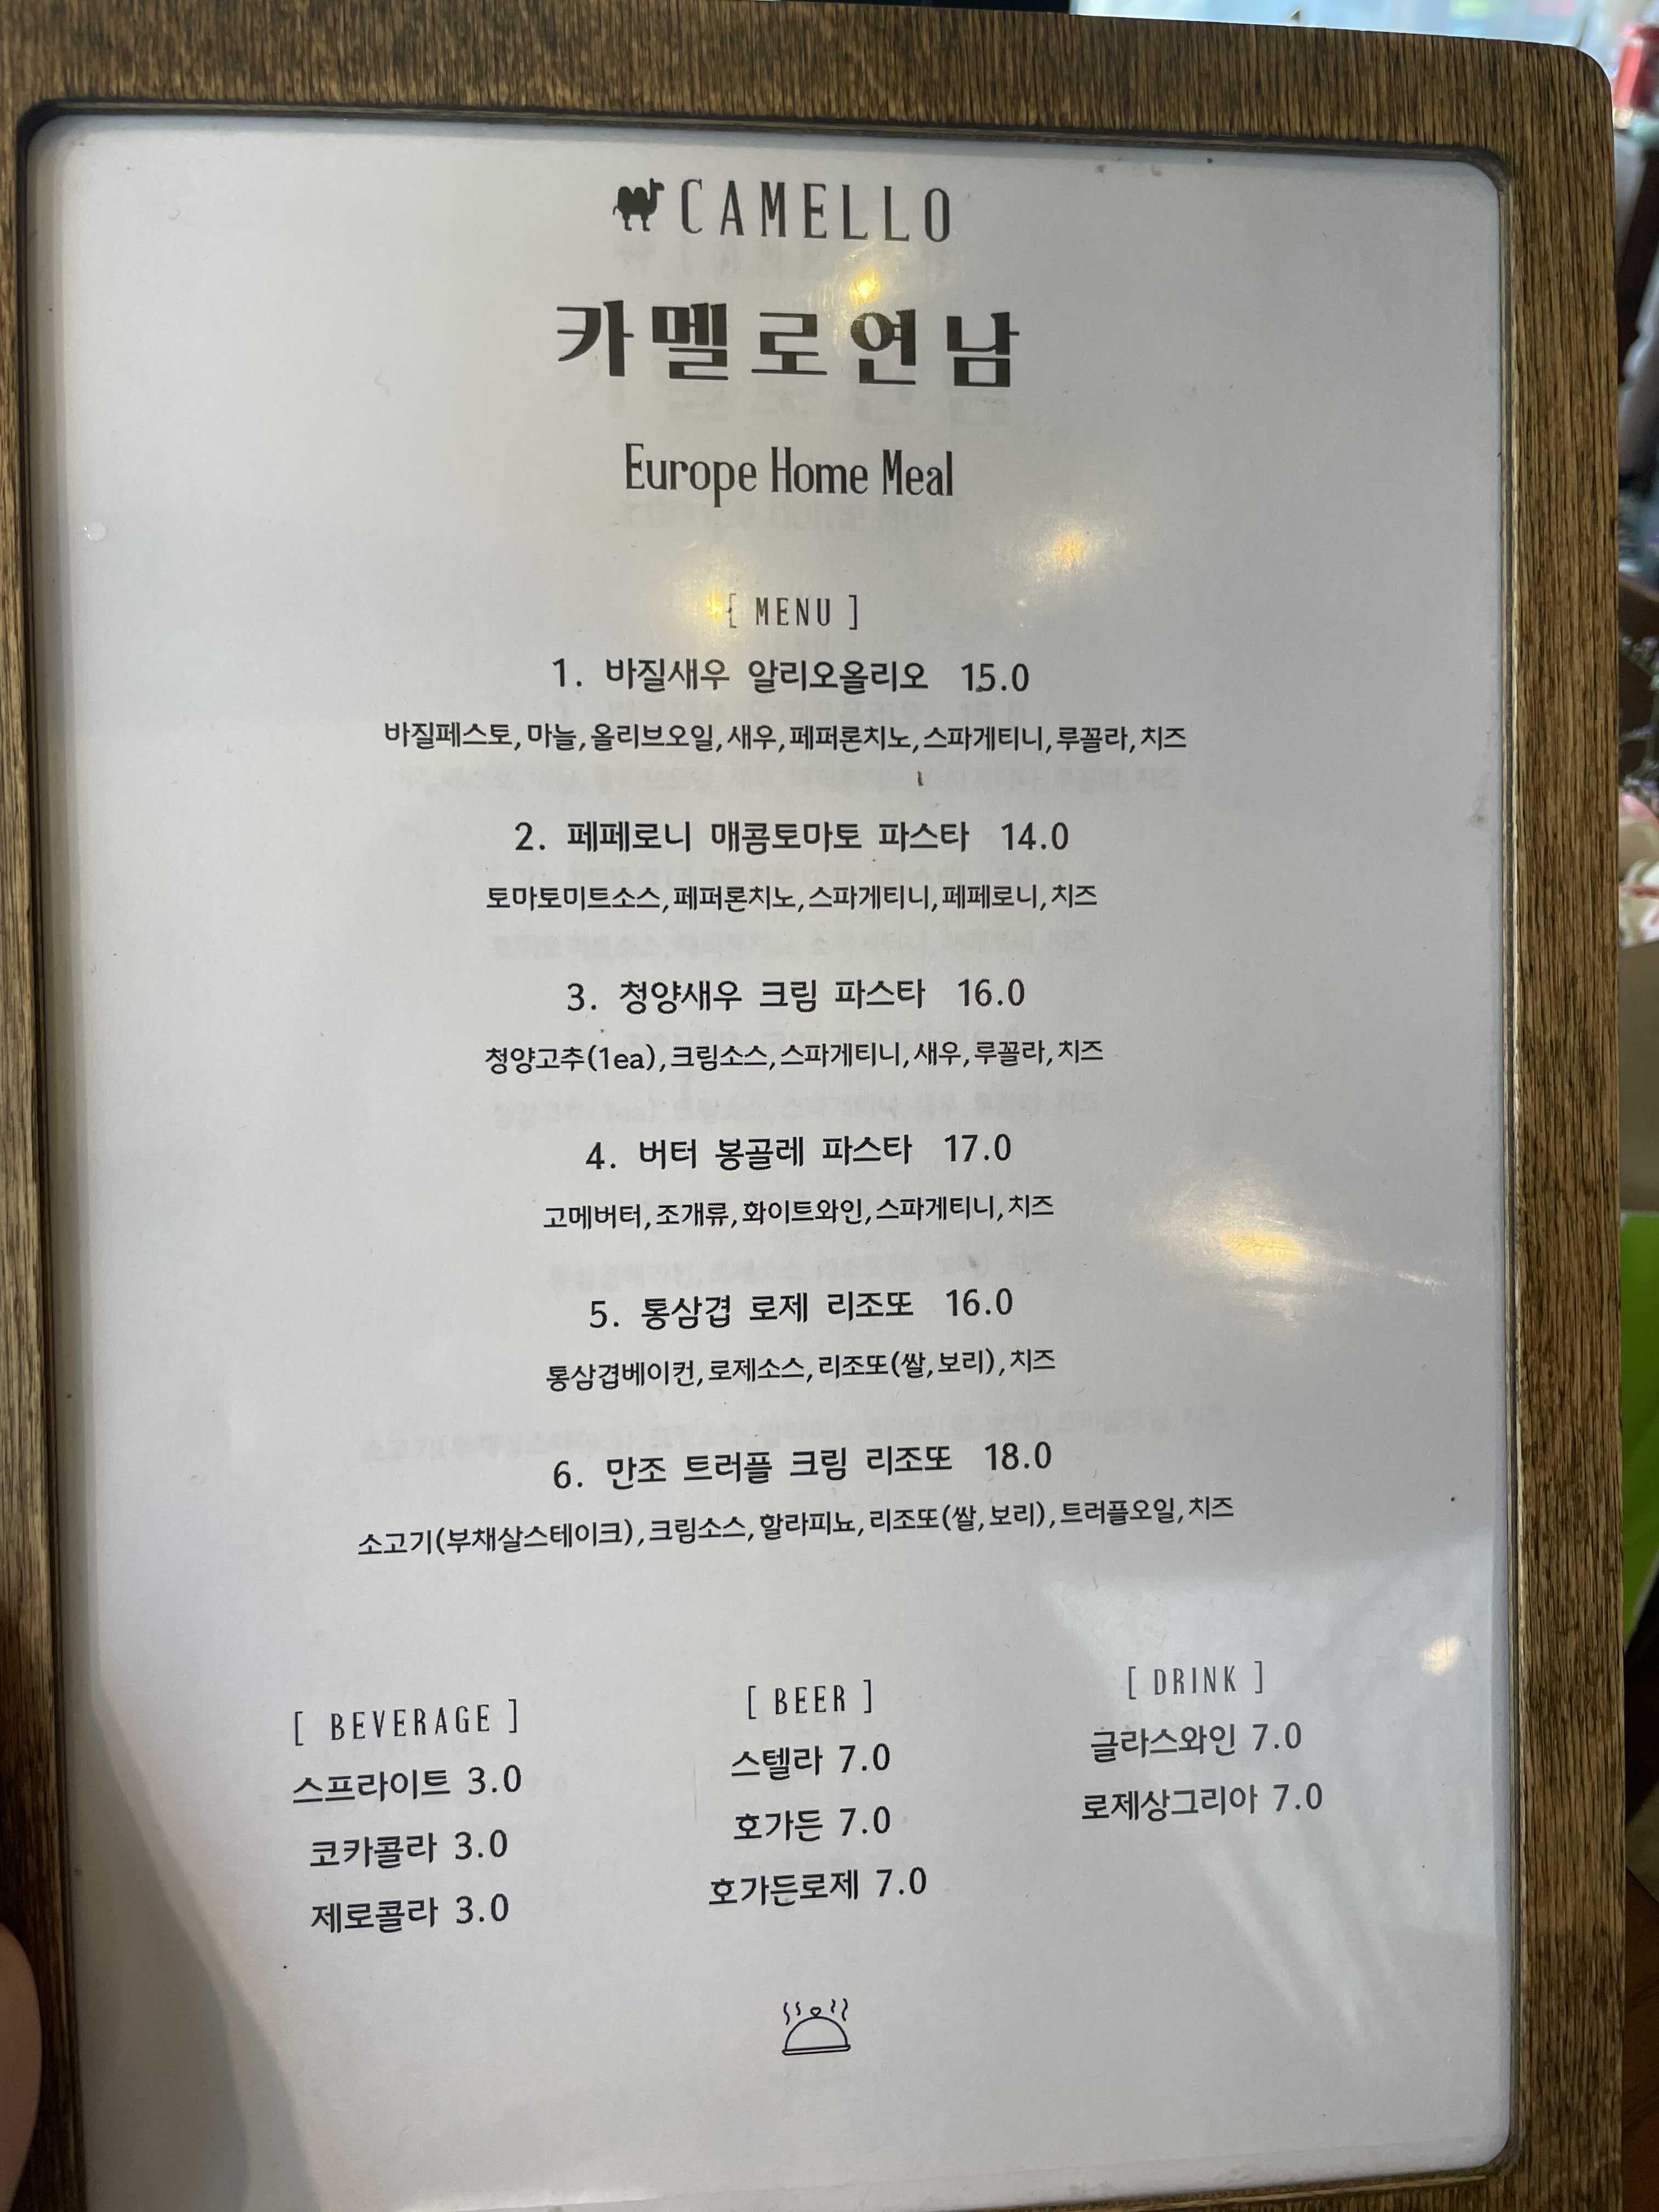 CAMELLO
카멜로연남
Europe Home Meal
[ MENU ]
1. 바질새우 알리오올리오 15.0
바질페스토,마늘,올리브오일,새우,페퍼론치노,스파게티니,루꼴라,치즈
2. 페페로니 매콤토마토 파스타 14.0
토마토미트소스,페퍼론치노,스파게티니,페페로니,치즈
3. 청양새우 크림 파스타 16.0
청양고추(1ea),크림소스,스파게티니,새우,루꼴라,치즈
4. 버터 봉골레 파스타 17.0
고메버터,조개류,화이트와인,스파게티니,치즈
5. 통삼겹 로제 리조또 16.0
통삼겹베이컨,로제소스,리조또(쌀,보리),치즈
6. 만조 트러플 크림 리조또 18.0
소고기(부채살스테이크),크림소스,할라피뇨,리조또(쌀,보리),트러플오일,치즈
[ BEVERAGE ]
스프라이트 3.0
코카콜라 3.0
제로콜라 3.0
[ BEER ]
스텔라 7.0
호가든 7.0
호가든로제 7.0
[ DRINK ]
글라스와인 7.0
로제상그리아 7.0